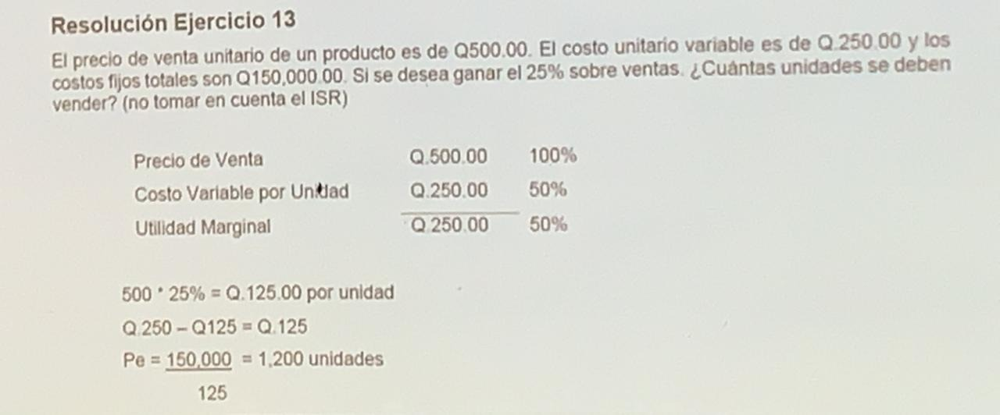 Resolución Ejercicio 13
El precio de venta unitario de un producto es de Q500.00. El costo unitario variable es de Q.250.00 y los
costos fijos totales son Q150,000.00. Si se desea ganar el 25% sobre ventas. ¿Cuántas unidades se deben
vender? (no tomar en cuenta el ISR)
Precio de Venta Q.500.00 100%
Costo Variable por Unidad Q.250.00 50%
Utilidad Marginal Q.250.00 50%
500 * 25% = Q.125.00 por unidad
Q.250 – Q125 = Q.125
Pe = 150,000 = 1,200 unidades
125